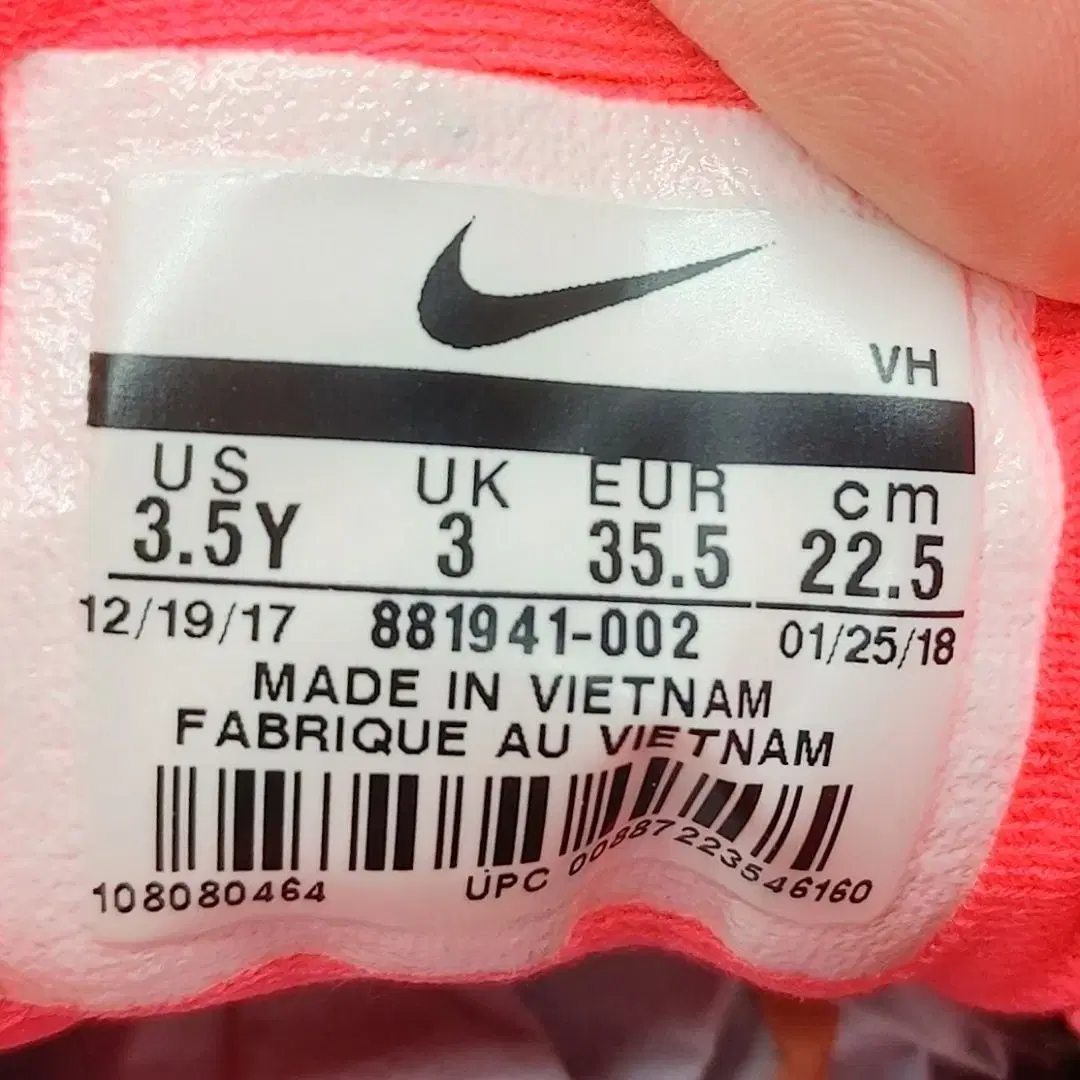 VH
US UK EUR cm
3.5Y 3 35.5 22.5
12/19/17 881941-002 01/25/18
MADE IN VIETNAM
FABRIQUE AU VIETNAM
108080464 UPC 00887223546160